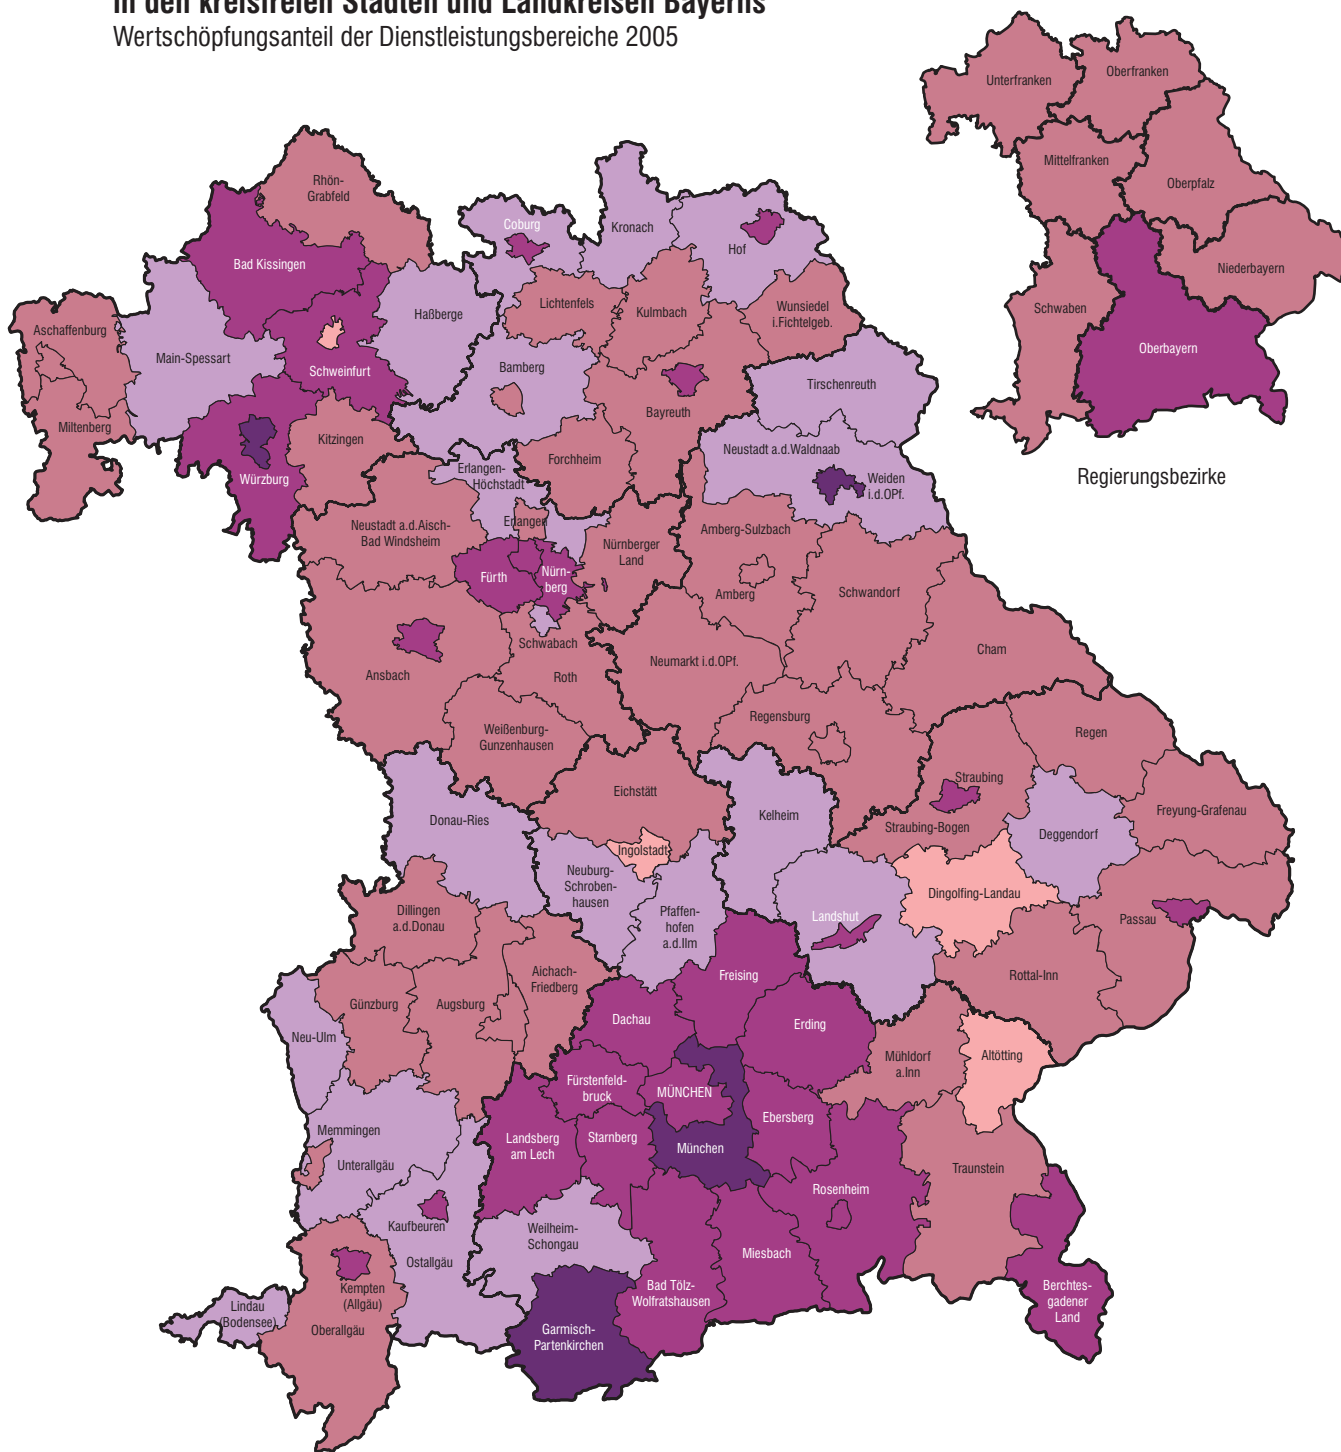 in den kreisfreien Städten und Landkreisen Bayerns
Wertschöpfungsanteil der Dienstleistungsbereiche 2005
Unterfranken
Oberfranken
Mittelfranken
Oberpfalz
Niederbayern
Schwaben
Oberbayern
Regierungsbezirke
Rhön-
Grabfeld
Bad Kissingen
Coburg
Kronach
Hof
Aschaffenburg
Main-Spessart
Haßberge
Lichtenfels
Kulmbach
Wunsiedel
i.Fichtelgeb.
Schweinfurt
Bamberg
Tirschenreuth
Miltenberg
Kitzingen
Bayreuth
Würzburg
Erlangen-
Höchstadt
Forchheim
Neustadt a.d.Waldnaab
Weiden
i.d.OPf.
Neustadt a.d.Aisch-
Bad Windsheim
Erlangen
Nürnberger
Land
Amberg-Sulzbach
Fürth
Nürn-
berg
Amberg
Schwandorf
Ansbach
Schwabach
Roth
Neumarkt i.d.OPf.
Cham
Weißenburg-
Gunzenhausen
Regensburg
Regen
Eichstätt
Straubing
Straubing-Bogen
Freyung-Grafenau
Donau-Ries
Kelheim
Deggendorf
Ingolstadt
Neuburg-
Schroben-
hausen
Dingolfing-Landau
Dillingen
a.d.Donau
Pfaffen-
hofen
a.d.Ilm
Landshut
Passau
Aichach-
Friedberg
Freising
Rottal-Inn
Günzburg
Augsburg
Dachau
Erding
Neu-Ulm
Mühldorf
a.Inn
Altötting
Fürstenfeld-
bruck
MÜNCHEN
Ebersberg
Memmingen
Unterallgäu
Landsberg
am Lech
Starnberg
München
Traunstein
Rosenheim
Kaufbeuren
Ostallgäu
Weilheim-
Schongau
Miesbach
Kempten
(Allgäu)
Bad Tölz-
Wolfratshausen
Berchtes-
gadener
Land
Lindau
(Bodensee)
Oberallgäu
Garmisch-
Partenkirchen